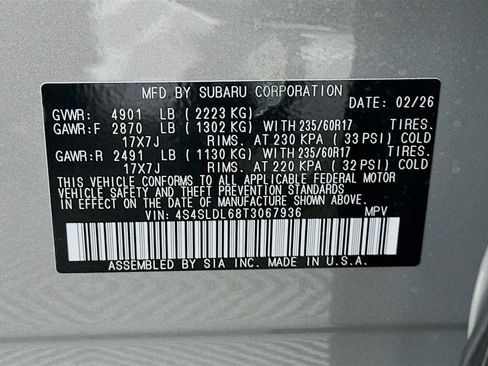 MFD BY SUBARU CORPORATION
DATE: 02/26
GVWR: 4901 LB ( 2223 KG)
GAWR:F 2870 LB ( 1302 KG) WITH 235/60R17 TIRES.
17X7J RIMS. AT 230 KPA ( 33 PSI) COLD
GAWR:R 2491 LB ( 1130 KG) WITH 235/60R17 TIRES.
17X7J RIMS. AT 220 KPA ( 32 PSI) COLD
THIS VEHICLE CONFORMS TO ALL APPLICABLE FEDERAL MOTOR
VEHICLE SAFETY AND THEFT PREVENTION STANDARDS
IN EFFECT ON THE DATE OF MANUFACTURE SHOWN ABOVE.
VIN: 4S4SLDL68T3067936 MPV
ASSEMBLED BY SIA INC. MADE IN U.S.A.